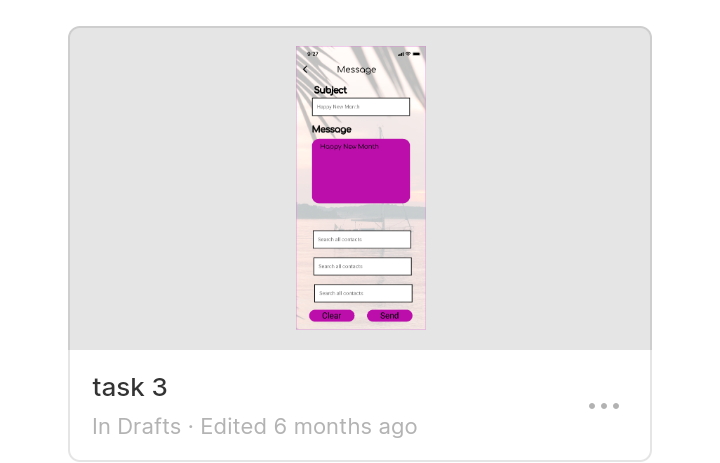 9:27
Message
Subject
Happy New Month
Message
Happy New Month
Search all contacts
Search all contacts
Search all contacts
Clear
Send
task 3
In Drafts · Edited 6 months ago